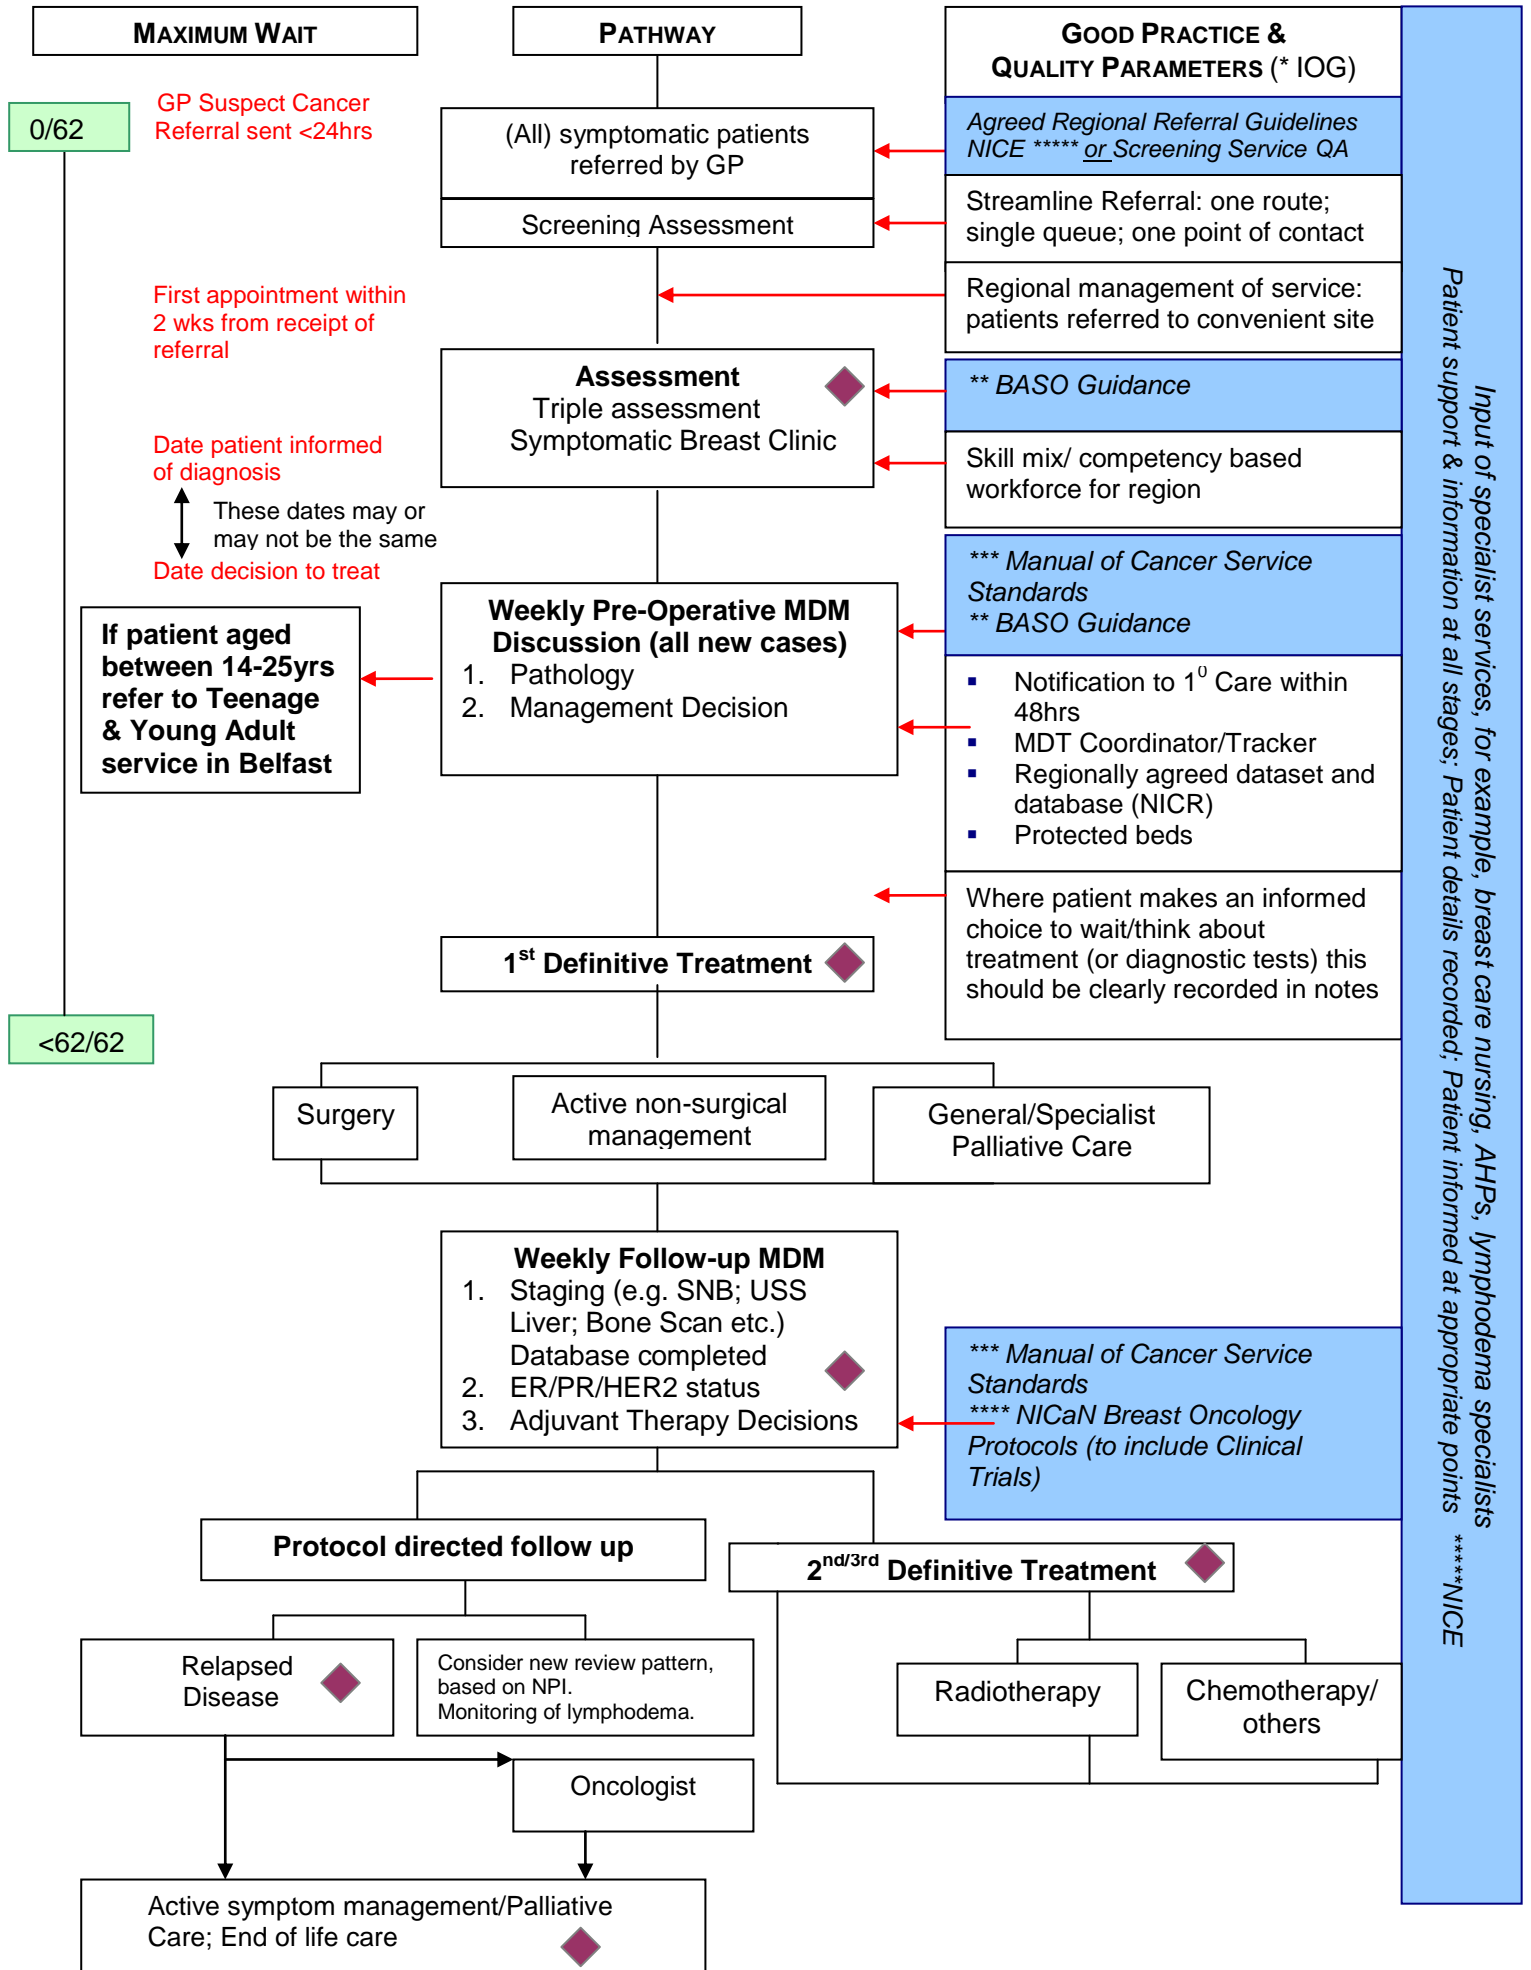 MAXIMUM WAIT
PATHWAY
GOOD PRACTICE &
QUALITY PARAMETERS (* IOG)
0/62
GP Suspect Cancer
Referral sent <24hrs
(All) symptomatic patients
referred by GP
Agreed Regional Referral Guidelines
NICE ***** or Screening Service QA
Screening Assessment
Streamline Referral: one route;
single queue; one point of contact
First appointment within
2 wks from receipt of
referral
Regional management of service:
patients referred to convenient site
Assessment
Triple assessment
Symptomatic Breast Clinic
** BASO Guidance
Skill mix/ competency based
workforce for region
Date patient informed
of diagnosis
These dates may or
may not be the same
Date decision to treat
If patient aged
between 14-25yrs
refer to Teenage
& Young Adult
service in Belfast
Weekly Pre-Operative MDM
Discussion (all new cases)
1. Pathology
2. Management Decision
*** Manual of Cancer Service
Standards
** BASO Guidance
▪ Notification to 1⁰ Care within
48hrs
▪ MDT Coordinator/Tracker
▪ Regionally agreed dataset and
database (NICR)
▪ Protected beds
Where patient makes an informed
choice to wait/think about
treatment (or diagnostic tests) this
should be clearly recorded in notes
1st Definitive Treatment
<62/62
Surgery
Active non-surgical
management
General/Specialist
Palliative Care
Weekly Follow-up MDM
1. Staging (e.g. SNB; USS
Liver; Bone Scan etc.)
Database completed
2. ER/PR/HER2 status
3. Adjuvant Therapy Decisions
*** Manual of Cancer Service
Standards
**** NICaN Breast Oncology
Protocols (to include Clinical
Trials)
Protocol directed follow up
2nd/3rd Definitive Treatment
Relapsed
Disease
Consider new review pattern,
based on NPI.
Monitoring of lymphodema.
Radiotherapy
Chemotherapy/
others
Oncologist
Active symptom management/Palliative
Care; End of life care
Input of specialist services, for example, breast care nursing, AHPs, lymphodema specialists
Patient support & information at all stages; Patient details recorded; Patient informed at appropriate points *****NICE